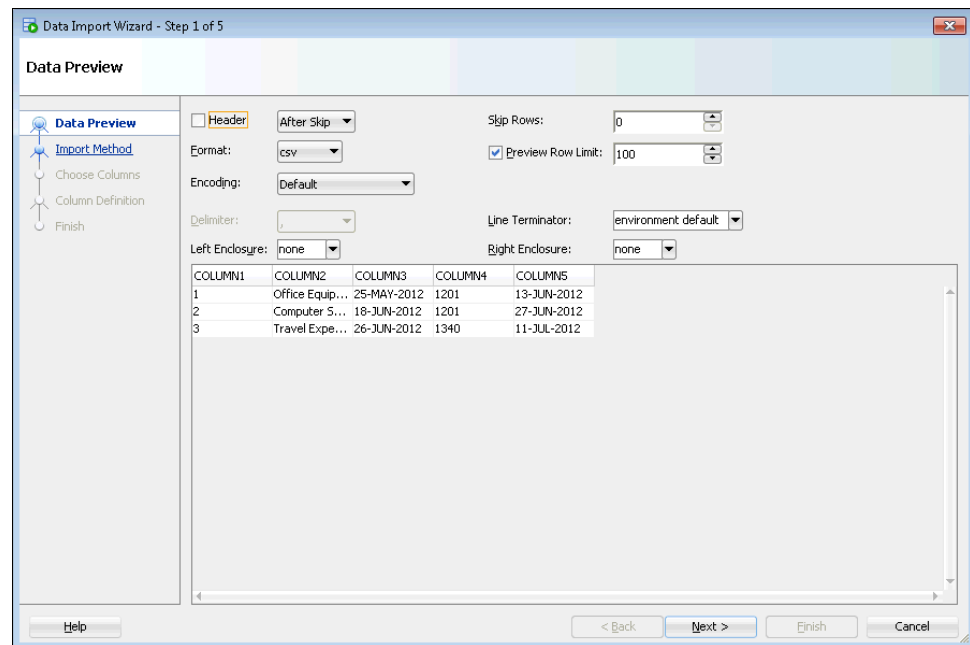 Data Import Wizard - Step 1 of 5
Data Preview
Data Preview
Import Method
Choose Columns
Column Definition
Finish
Header After Skip Skip Rows: 0
Format: csv Preview Row Limit: 100
Encoding: Default
Delimiter: , Line Terminator: environment default
Left Enclosure: none Right Enclosure: none
COLUMN1 COLUMN2 COLUMN3 COLUMN4 COLUMN5
1 Office Equip... 25-MAY-2012 1201 13-JUN-2012
2 Computer S... 18-JUN-2012 1201 27-JUN-2012
3 Travel Expe... 26-JUN-2012 1340 11-JUL-2012
Help < Back Next > Finish Cancel